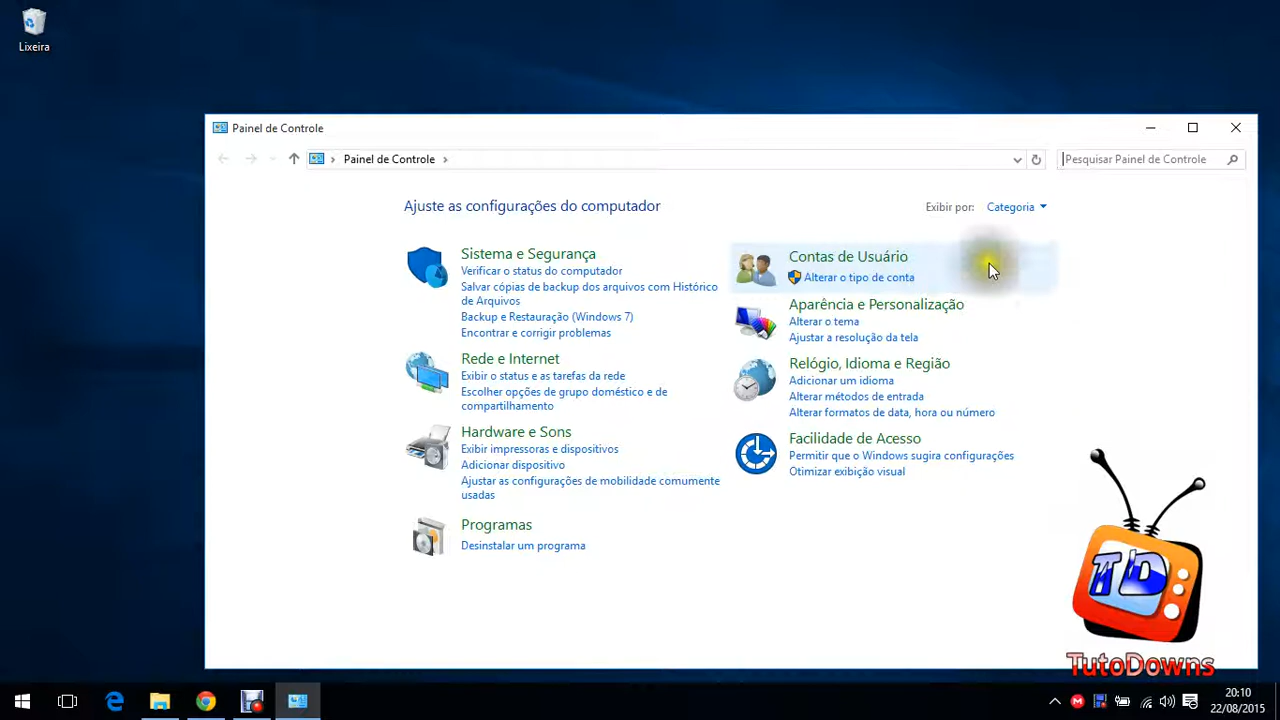 Lixeira
Painel de Controle
Painel de Controle
Pesquisar Painel de Controle
Ajuste as configurações do computador
Exibir por: Categoria
Sistema e Segurança
Verificar o status do computador
Salvar cópias de backup dos arquivos com Histórico
de Arquivos
Backup e Restauração (Windows 7)
Encontrar e corrigir problemas
Rede e Internet
Exibir o status e as tarefas da rede
Escolher opções de grupo doméstico e de
compartilhamento
Hardware e Sons
Exibir impressoras e dispositivos
Adicionar dispositivo
Ajustar as configurações de mobilidade comumente
usadas
Programas
Desinstalar um programa
Contas de Usuário
Alterar o tipo de conta
Aparência e Personalização
Alterar o tema
Ajustar a resolução da tela
Relógio, Idioma e Região
Adicionar um idioma
Alterar métodos de entrada
Alterar formatos de data, hora ou número
Facilidade de Acesso
Permitir que o Windows sugira configurações
Otimizar exibição visual
TD
TutoDowns
20:10
22/08/2015